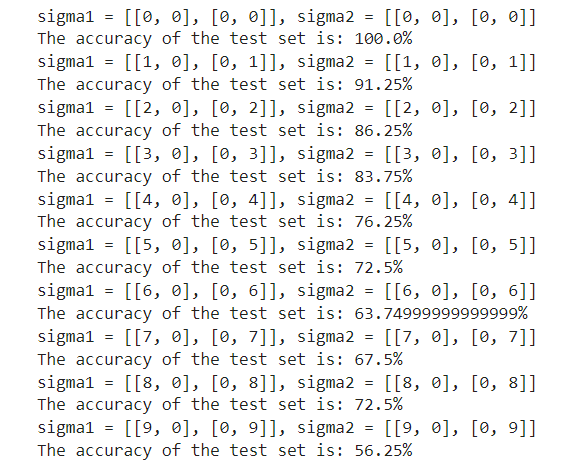 sigma1 = [[0, 0], [0, 0]], sigma2 = [[0, 0], [0, 0]]
The accuracy of the test set is: 100.0%
sigma1 = [[1, 0], [0, 1]], sigma2 = [[1, 0], [0, 1]]
The accuracy of the test set is: 91.25%
sigma1 = [[2, 0], [0, 2]], sigma2 = [[2, 0], [0, 2]]
The accuracy of the test set is: 86.25%
sigma1 = [[3, 0], [0, 3]], sigma2 = [[3, 0], [0, 3]]
The accuracy of the test set is: 83.75%
sigma1 = [[4, 0], [0, 4]], sigma2 = [[4, 0], [0, 4]]
The accuracy of the test set is: 76.25%
sigma1 = [[5, 0], [0, 5]], sigma2 = [[5, 0], [0, 5]]
The accuracy of the test set is: 72.5%
sigma1 = [[6, 0], [0, 6]], sigma2 = [[6, 0], [0, 6]]
The accuracy of the test set is: 63.74999999999999%
sigma1 = [[7, 0], [0, 7]], sigma2 = [[7, 0], [0, 7]]
The accuracy of the test set is: 67.5%
sigma1 = [[8, 0], [0, 8]], sigma2 = [[8, 0], [0, 8]]
The accuracy of the test set is: 72.5%
sigma1 = [[9, 0], [0, 9]], sigma2 = [[9, 0], [0, 9]]
The accuracy of the test set is: 56.25%